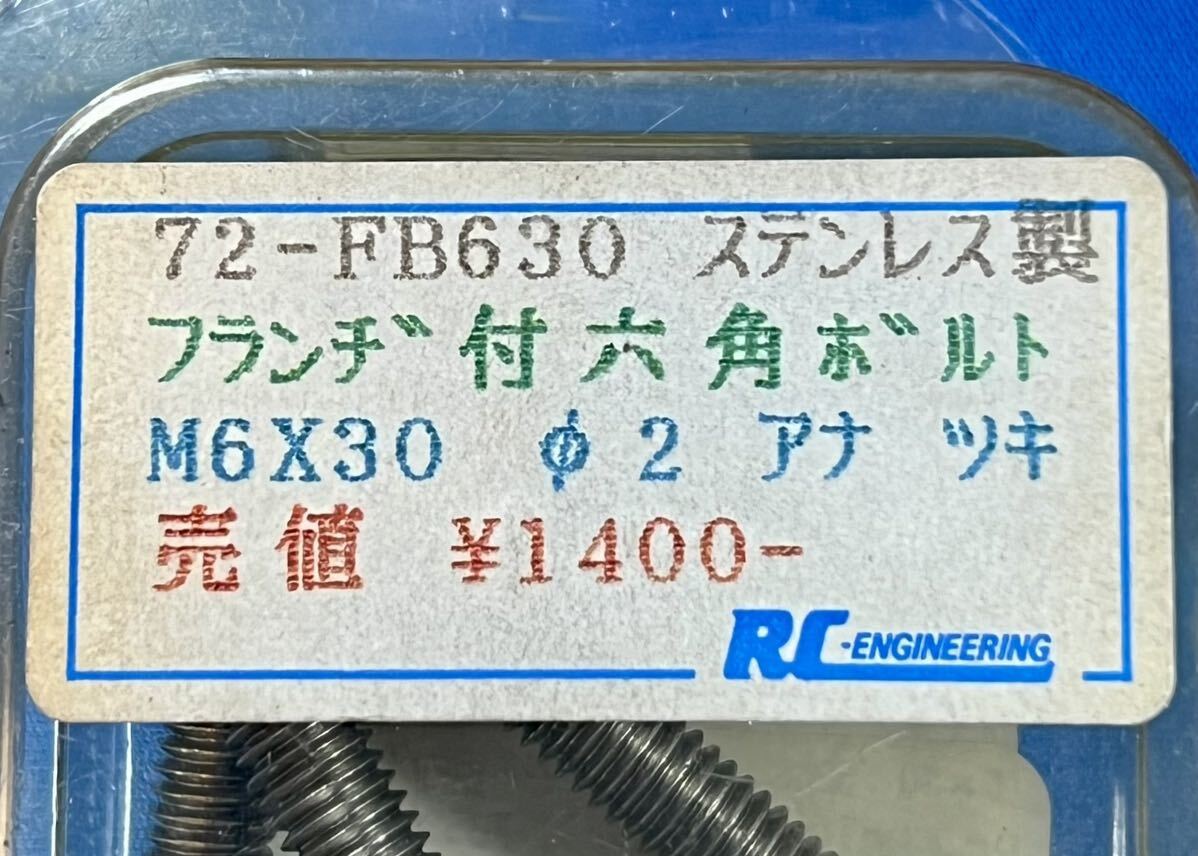 72-FB630 ステンレス製
フランヂ付六角ボルト
M6X30 φ2 アナ ツキ
売値 ¥1400-
RC-ENGINEERING